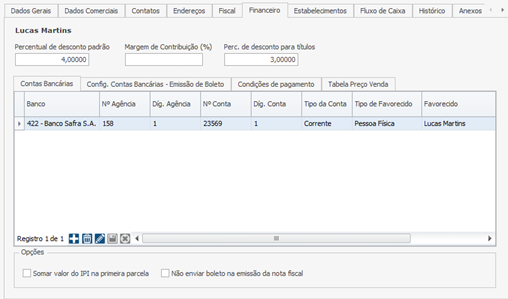 Dados Gerais Dados Comerciais Contatos Endereços Fiscal Financeiro Estabelecimentos Fluxo de Caixa Histórico Anexos
Lucas Martins
Percentual de desconto padrão Margem de Contribuição (%) Perc. de desconto para títulos
4,00000 3,00000
Contas Bancárias Config. Contas Bancárias - Emissão de Boleto Condições de pagamento Tabela Preço Venda
Banco Nº Agência Díg. Agência Nº Conta Díg. Conta Tipo da Conta Tipo de Favorecido Favorecido
422 - Banco Safra S.A. 158 1 23569 1 Corrente Pessoa Física Lucas Martins
Registro 1 de 1
Opções
Somar valor do IPI na primeira parcela Não enviar boleto na emissão da nota fiscal